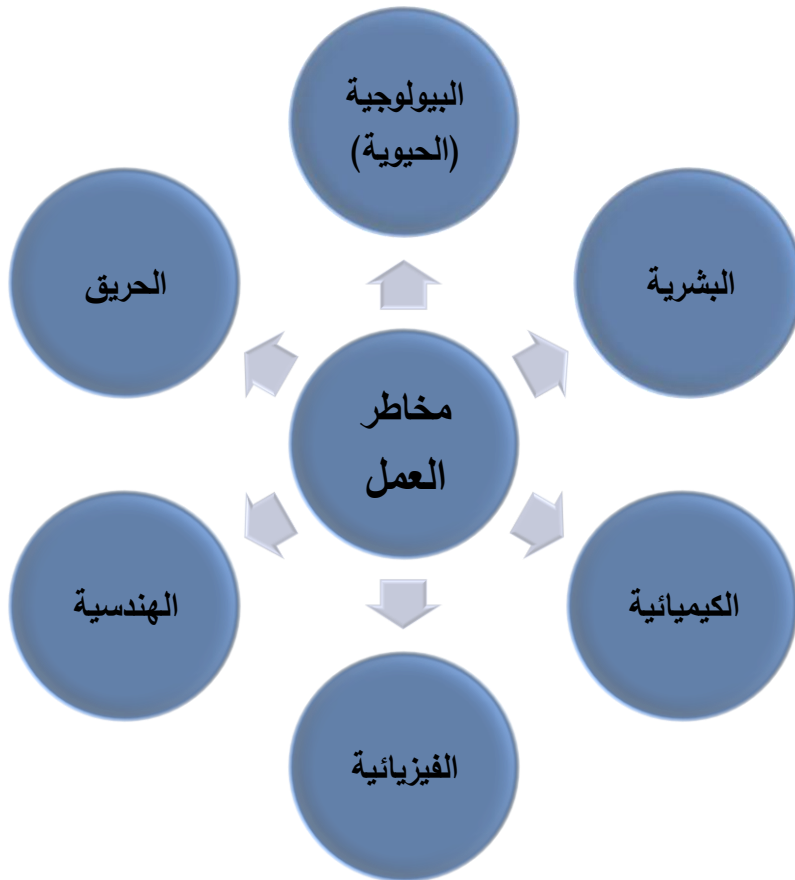 البيولوجية
(الحيوية)
البشرية
الحريق
مخاطر
العمل
الكيميائية
الهندسية
الفيزيائية